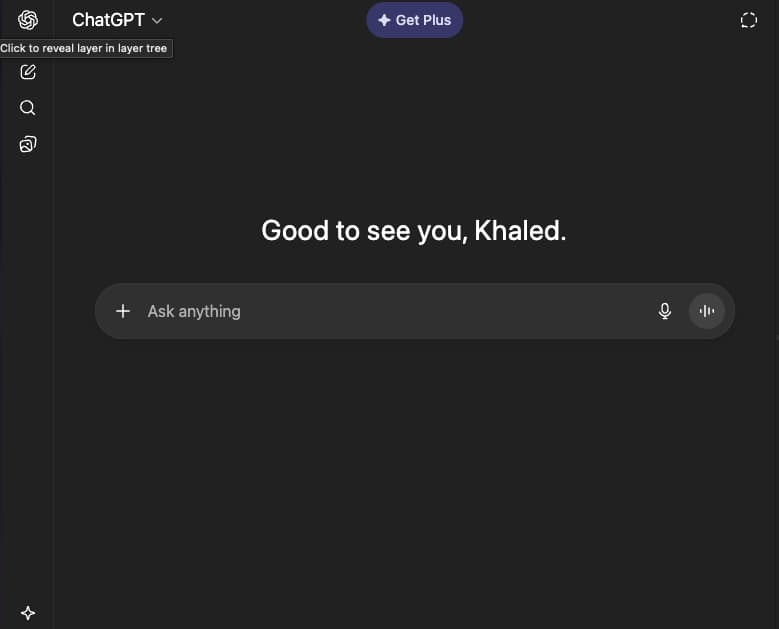 ChatGPT
Get Plus
Click to reveal layer in layer tree
Good to see you, Khaled.
Ask anything